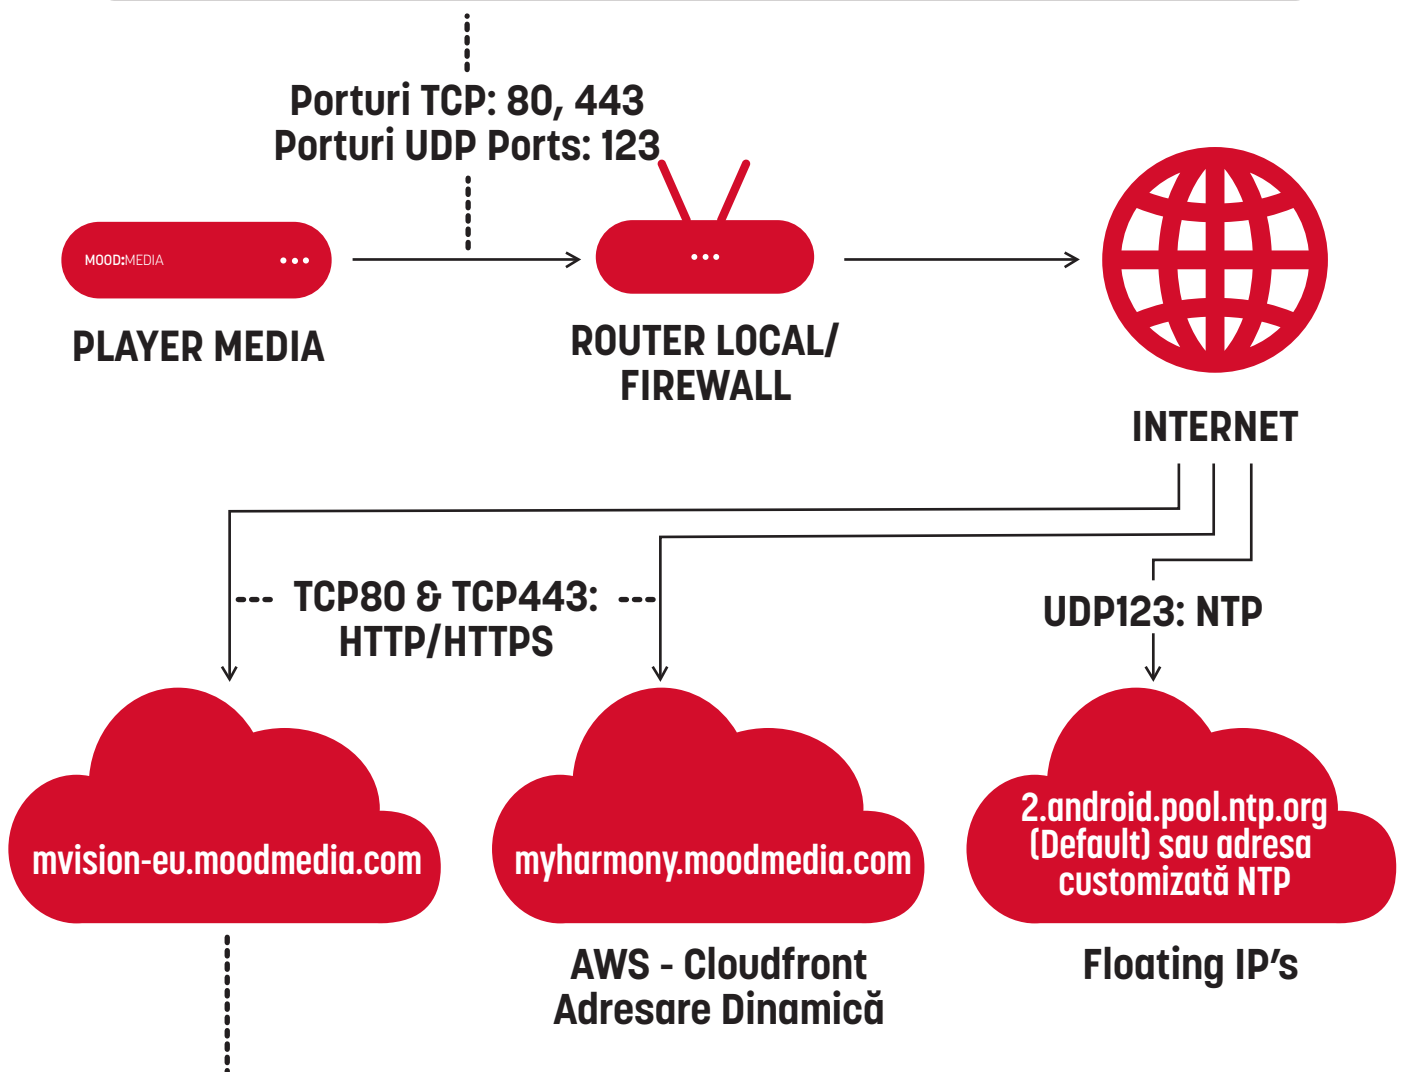 Porturi TCP: 80, 443
Porturi UDP Ports: 123
MOOD:MEDIA
PLAYER MEDIA
ROUTER LOCAL/
FIREWALL
INTERNET
TCP80 & TCP443:
HTTP/HTTPS
UDP123: NTP
mvision-eu.moodmedia.com
myharmony.moodmedia.com
2.android.pool.ntp.org
(Default) sau adresa
customizată NTP
AWS - Cloudfront
Adresare Dinamică
Floating IP’s